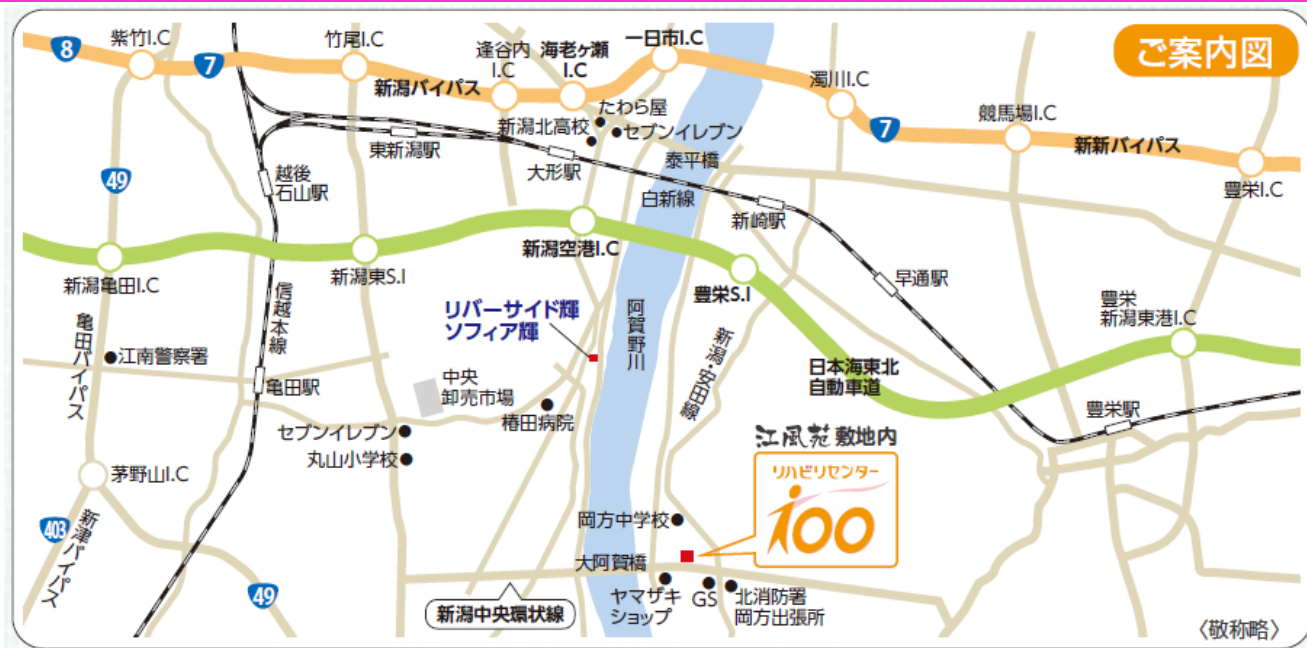 ご案内図
紫竹I.C
竹尾I.C
逢谷内
I.C
海老ヶ瀬
I.C
一日市I.C
8
7
新潟バイパス
濁川I.C
7
競馬場I.C
新新バイパス
豊栄I.C
たわら屋
新潟北高校
セブンイレブン
東新潟駅
大形駅
泰平橋
49
越後
石山駅
白新線
新崎駅
新潟亀田I.C
新潟東S.I
新潟空港I.C
豊栄S.I
早通駅
豊栄
新潟東港I.C
信越本線
リバーサイド輝
ソフィア輝
阿賀野川
新潟・安田線
日本海東北
自動車道
亀田バイパス
江南警察署
亀田駅
中央
卸売市場
椿田病院
豊栄駅
セブンイレブン
丸山小学校
江風苑 敷地内
リハビリセンター
100
茅野山I.C
403
新津バイパス
49
岡方中学校
大阿賀橋
新潟中央環状線
ヤマザキ
ショップ
GS
北消防署
岡方出張所
〈敬称略〉